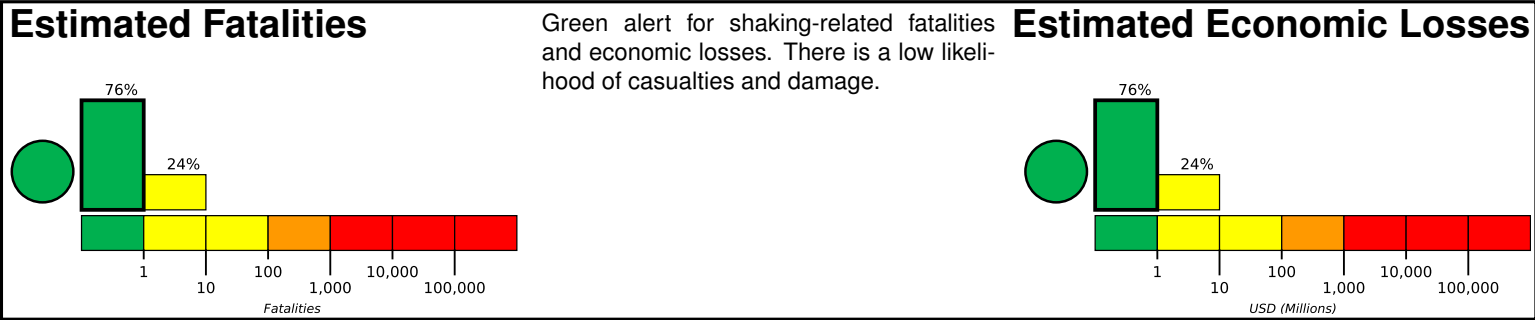 Estimated Fatalities
76%
24%
1
10
100
1,000
10,000
100,000
Fatalities
Green alert for shaking-related fatalities
and economic losses. There is a low likeli-
hood of casualties and damage.
Estimated Economic Losses
76%
24%
1
10
100
1,000
10,000
100,000
USD (Millions)